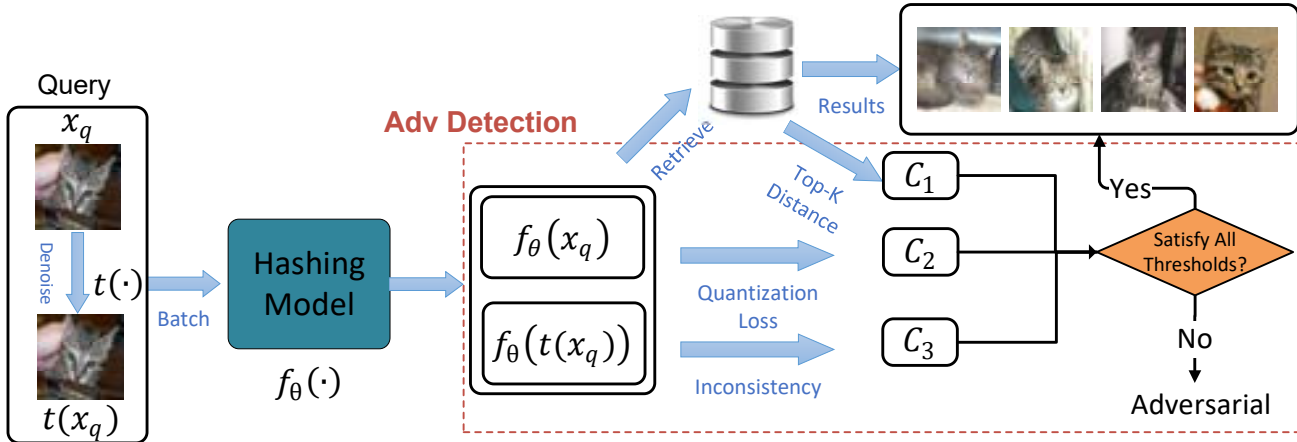 Query
x_q
Denoise
t(·)
t(x_q)
Batch
Hashing
Model
f_θ(·)
Adv Detection
f_θ(x_q)
f_θ(t(x_q))
Retrieve
Results
Top-K
Distance
Quantization
Loss
Inconsistency
C_1
C_2
C_3
Yes
Satisfy All
Thresholds?
No
Adversarial